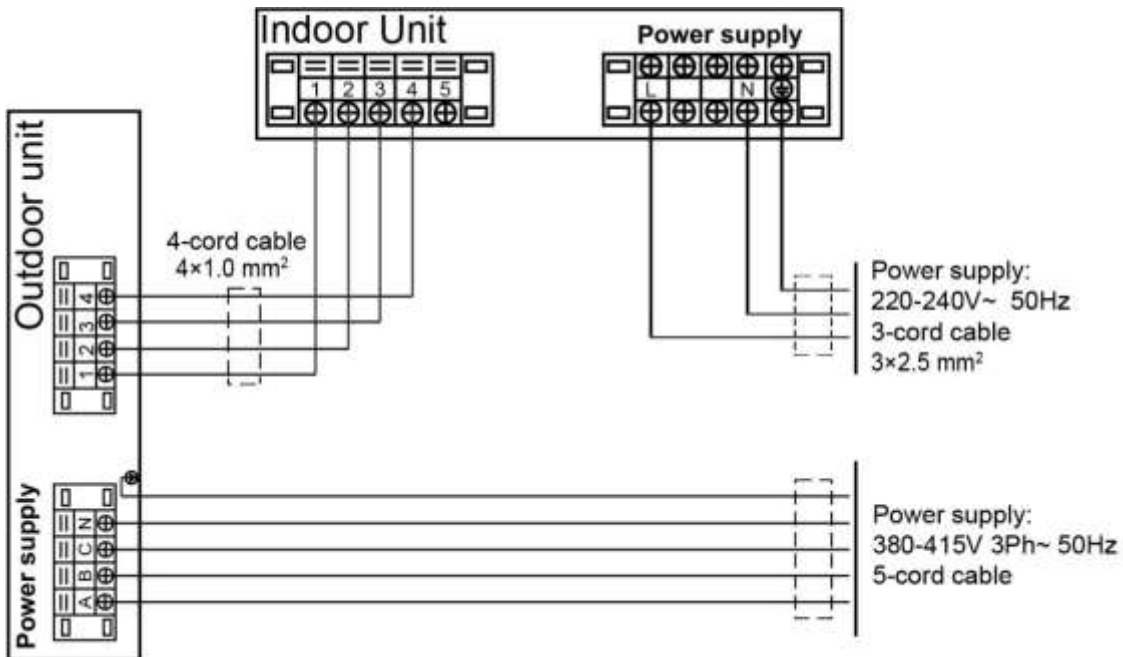 Indoor Unit
Power supply
1 2 3 4 5
L N
Outdoor unit
4-cord cable
4×1.0 mm²
4
3
2
1
Power supply:
220-240V~ 50Hz
3-cord cable
3×2.5 mm²
Power supply
N
C
B
A
Power supply:
380-415V 3Ph~ 50Hz
5-cord cable